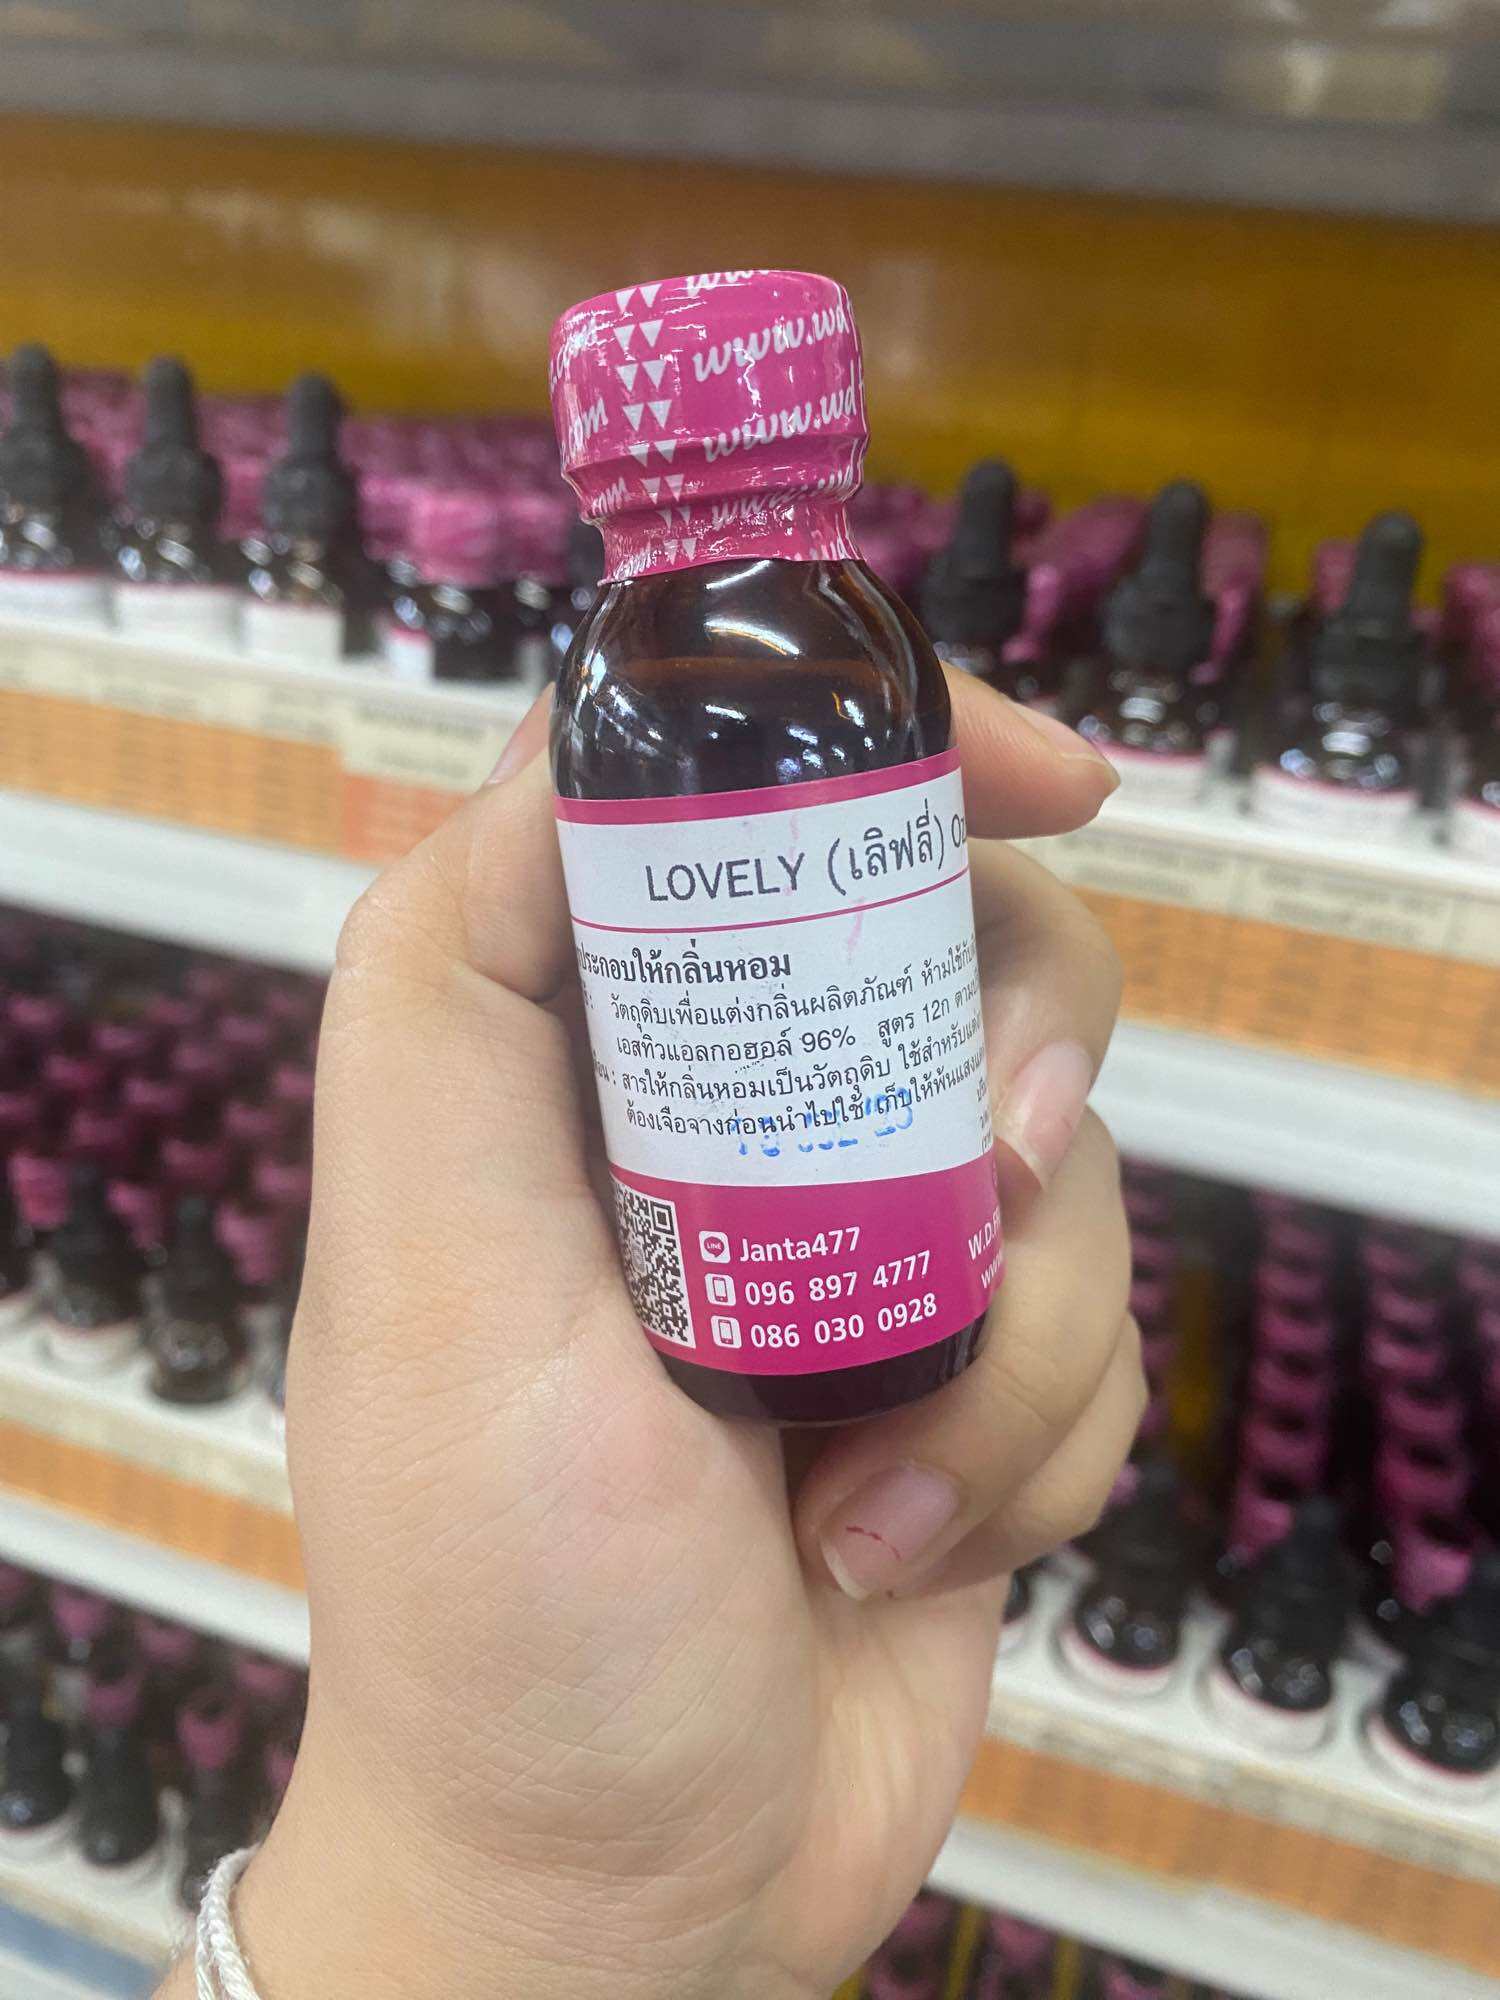 www.wd
.com www.wd
.com
LOVELY (เลิฟลี่) Oz
ประกอบให้กลิ่นหอม
วัตถุดิบเพื่อแต่งกลิ่นผลิตภัณฑ์ ห้ามใช้กับ
เอสทิวแอลกอฮอล์ 96% สูตร 12ก ตาม
: สารให้กลิ่นหอมเป็นวัตถุดิบ ใช้สำหรับแต่ง
ต้องเจือจางก่อนนำไปใช้ เก็บให้พ้นแสงแดด
LINE Janta477
096 897 4777
086 030 0928
W.D.